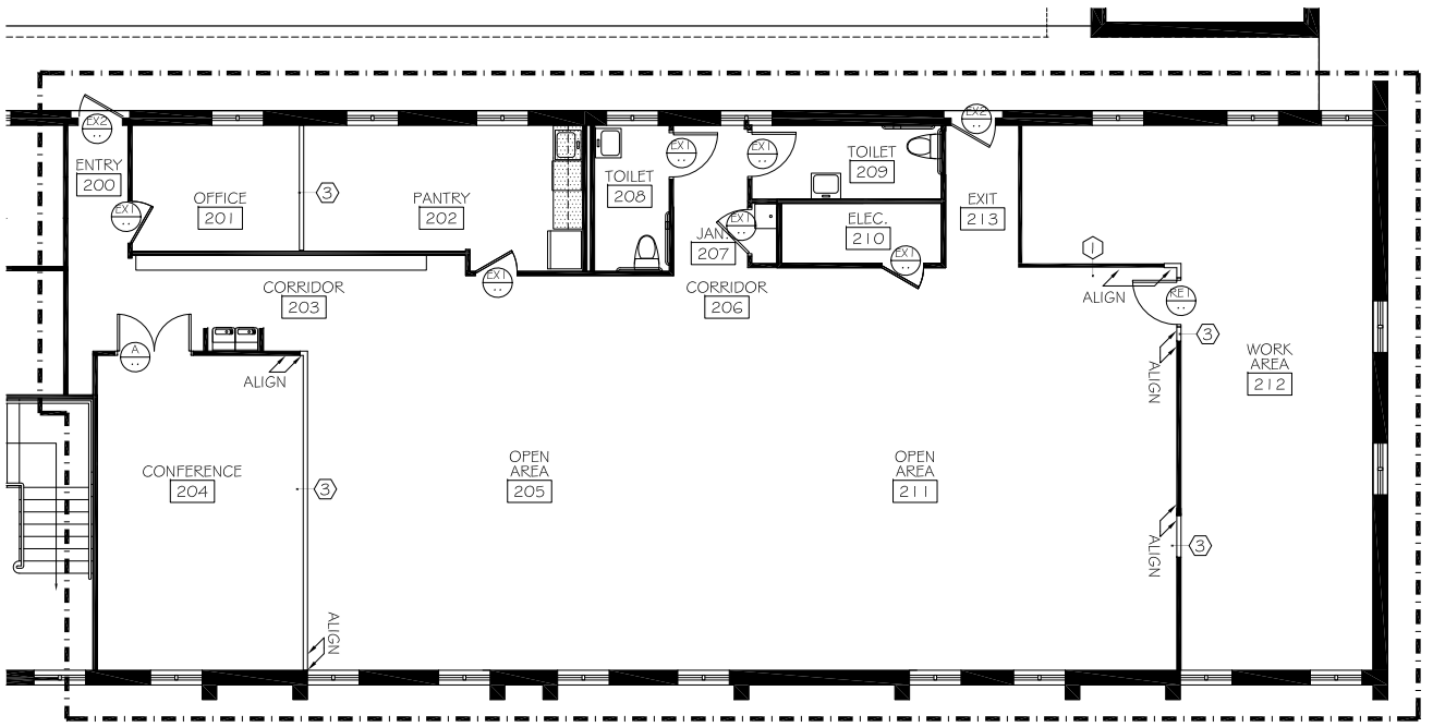 EX2
EX2
ENTRY
200
OFFICE
201
3
PANTRY
202
EX1
TOILET
208
EX1
EX1
TOILET
209
EXIT
213
EX1
JAN.
207
EX1
ELEC.
210
EX1
EX1
CORRIDOR
203
CORRIDOR
206
1
ALIGN
RE1
3
ALIGN
WORK
AREA
212
A
ALIGN
CONFERENCE
204
3
OPEN
AREA
205
OPEN
AREA
211
ALIGN
3
ALIGN